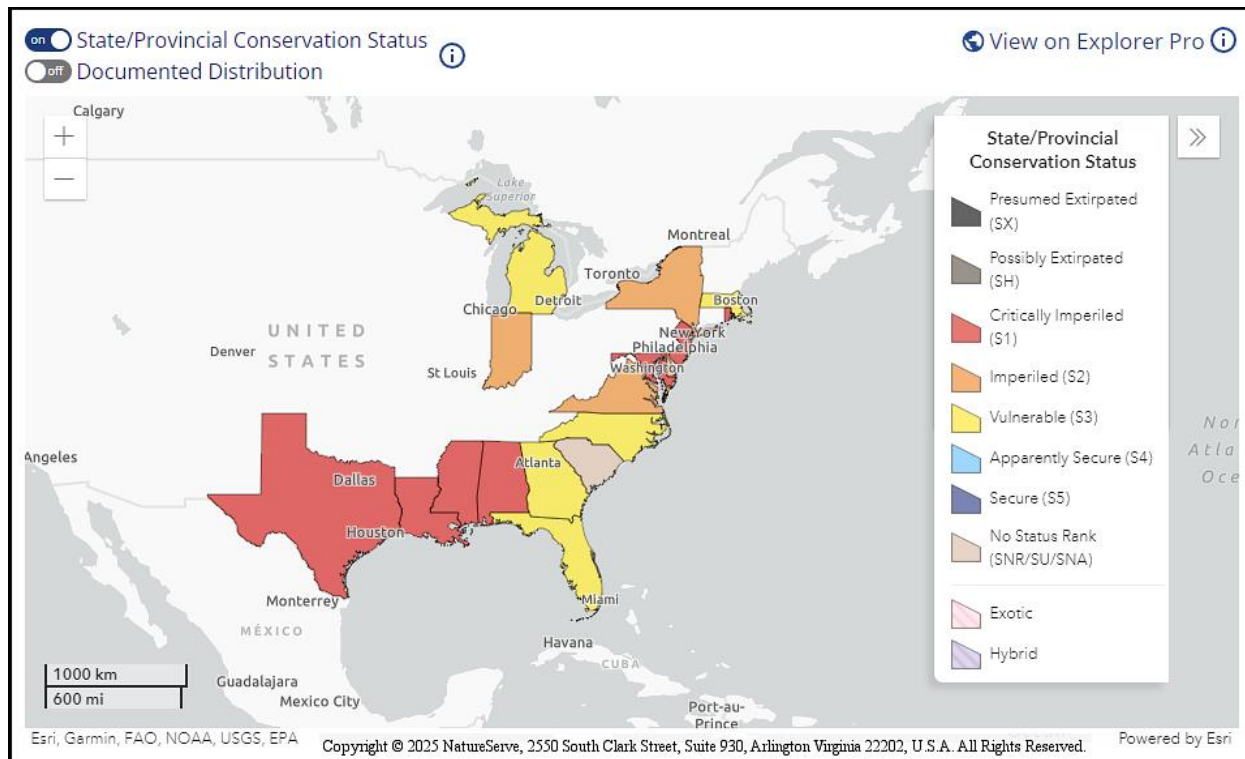 on State/Provincial Conservation Status
off Documented Distribution
View on Explorer Pro
Calgary
Lake
Superior
Montreal
Toronto
Boston
Detroit
Chicago
New York
UNITED
STATES
Philadelphia
Denver
Washington
St Louis
Angeles
Atlanta
Dallas
Houston
Miami
Monterrey
MÉXICO
Havana
CUBA
Guadalajara
Mexico City
Port-au-
Prince
Nor
Atla
Oce
1000 km
600 mi
State/Provincial
Conservation Status
Presumed Extirpated
(SX)
Possibly Extirpated
(SH)
Critically Imperiled
(S1)
Imperiled (S2)
Vulnerable (S3)
Apparently Secure (S4)
Secure (S5)
No Status Rank
(SNR/SU/SNA)
Exotic
Hybrid
Esri, Garmin, FAO, NOAA, USGS, EPA
Copyright © 2025 NatureServe, 2550 South Clark Street, Suite 930, Arlington Virginia 22202, U.S.A. All Rights Reserved.
Powered by Esri